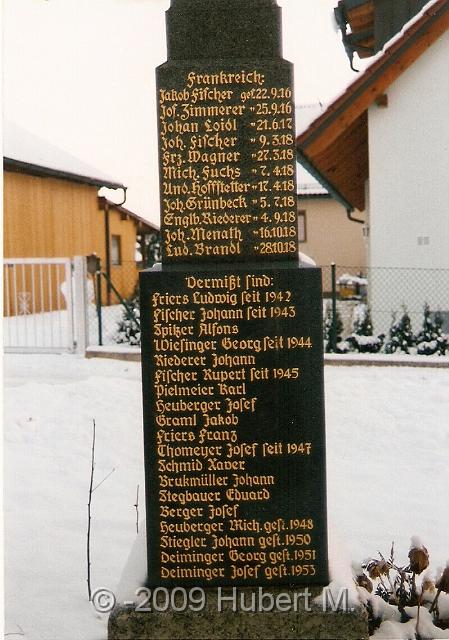 Frankreich:
Jakob Fischer gef. 22.9.16
Jos. Zimmerer " 25.9.16
Johan Loidl " 21.6.17
Joh. Fischer " 9.3.18
Frz. Wagner " 27.3.18
Mich. Fuchs " 7.4.18
And. Hoffstetter " 17.4.18
Joh. Grünbeck " 5.7.18
Englb. Riederer " 4.9.18
Joh. Menath " 16.10.18
Lud. Brandl " 28.10.18
Vermißt sind:
Friers Ludwig seit 1942
Fischer Johann seit 1943
Spitzer Alfons
Wiesinger Georg seit 1944
Riederer Johann
Fischer Rupert seit 1945
Pielmeier Karl
Heuberger Josef
Graml Jakob
Friers Franz
Thomeyer Josef seit 1947
Schmid Xaver
Brukmüller Johann
Stegbauer Eduard
Berger Josef
Heuberger Mich. gest. 1948
Stiegler Johann gest. 1950
Deiminger Georg gest. 1951
Deiminger Josef gest. 1953
© -2009 Hubert M.